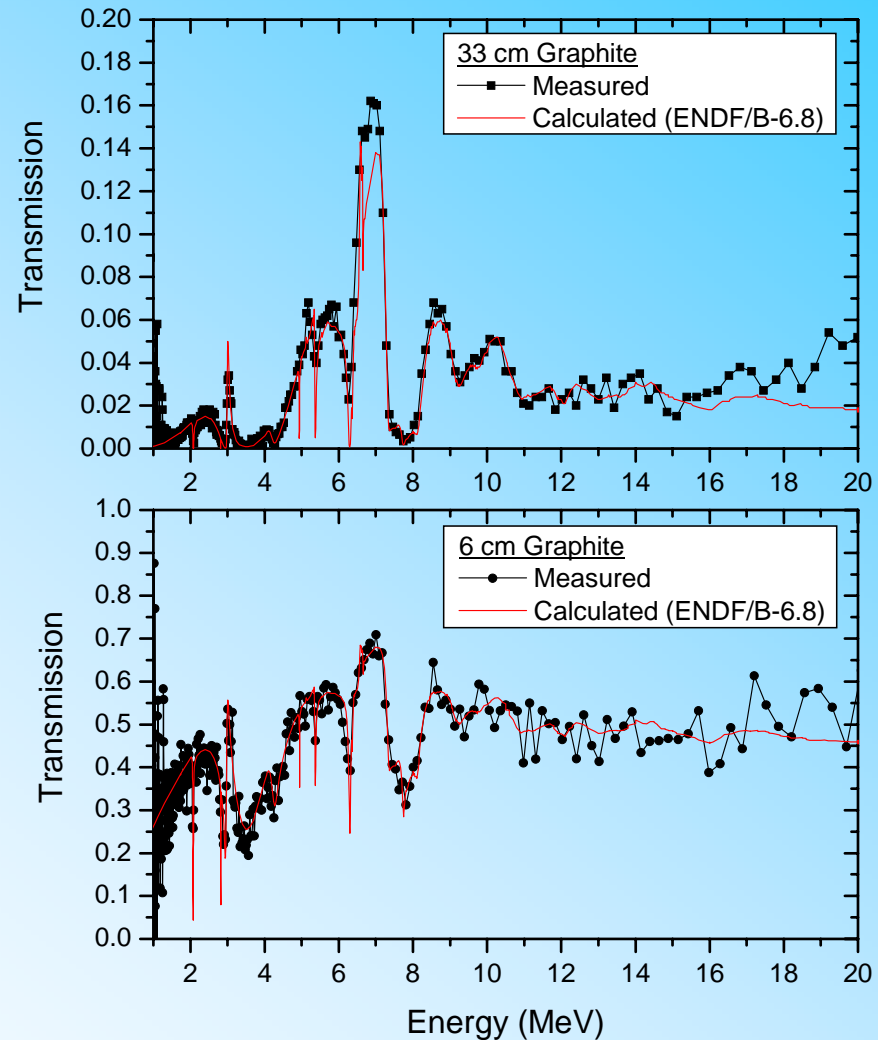 33 cm Graphite
Measured
Calculated (ENDF/B-6.8)
Transmission
0.20
0.18
0.16
0.14
0.12
0.10
0.08
0.06
0.04
0.02
0.00
2 4 6 8 10 12 14 16 18 20
6 cm Graphite
Measured
Calculated (ENDF/B-6.8)
Transmission
1.0
0.9
0.8
0.7
0.6
0.5
0.4
0.3
0.2
0.1
0.0
2 4 6 8 10 12 14 16 18 20
Energy (MeV)